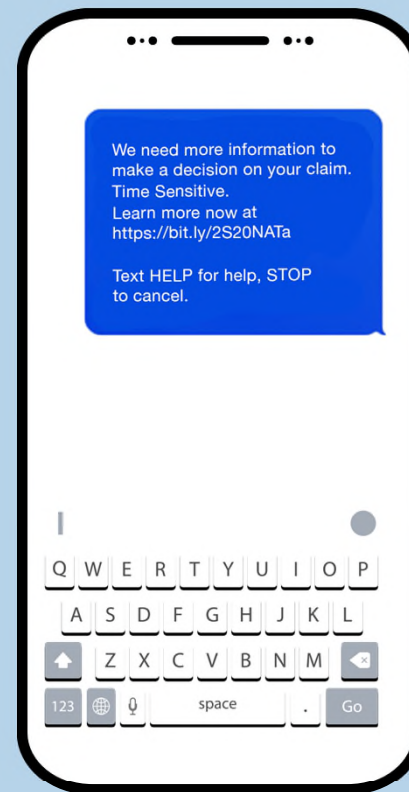 We need more information to
make a decision on your claim.
Time Sensitive.
Learn more now at
https://bit.ly/2S20NATa
Text HELP for help, STOP
to cancel.
Q W E R T Y U I O P
A S D F G H J K L
Z X C V B N M
123 space . Go